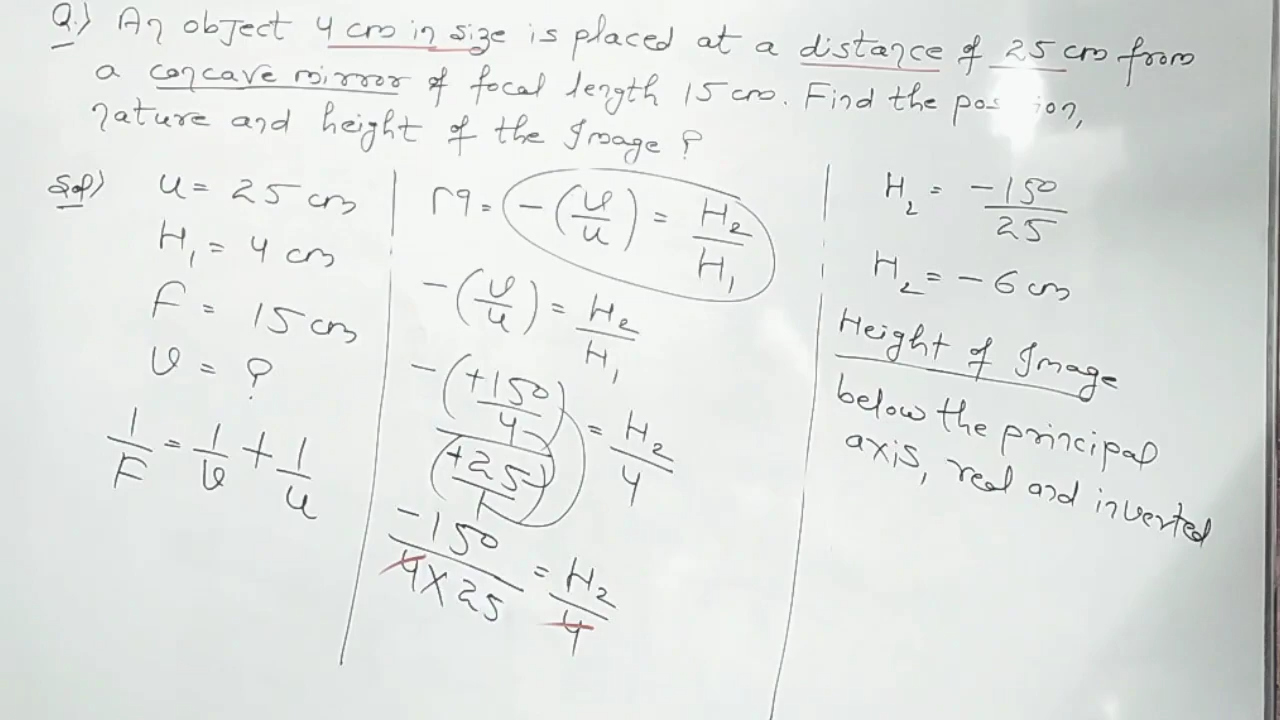 Q.) An object 4 cm in size is placed at a distance of 25 cm from
a concave mirror of focal length 15 cm. Find the
nature and height of the Image ?
Sol)
u = 25 cm
H₁ = 4 cm
F = 15 cm
v = ?
1/F = 1/v + 1/u
m = -(v/u) = H₂/H₁
-(v/u) = H₂/H₁
-(+150/4)/(+25/1) = H₂/4
-150/4×25 = H₂/4
H₂ = -150/25
H₂ = -6 cm
Height of Image
below the principal
axis, real and inverted